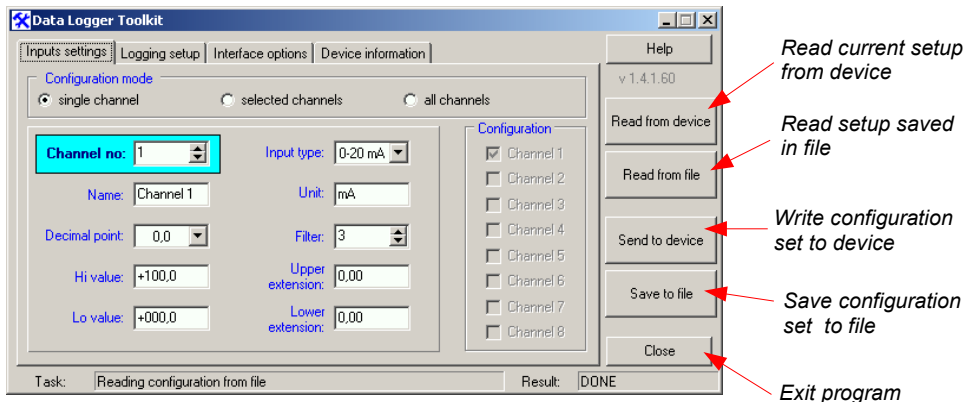 Data Logger Toolkit
Inputs settings Logging setup Interface options Device information
Help
v 1.4.1.60
Configuration mode
single channel selected channels all channels
Channel no: 1
Input type: 0-20 mA
Name: Channel 1
Unit: mA
Decimal point: 0,0
Filter: 3
Hi value: +100,0
Upper
extension: 0,00
Lo value: +000,0
Lower
extension: 0,00
Configuration
Channel 1
Channel 2
Channel 3
Channel 4
Channel 5
Channel 6
Channel 7
Channel 8
Read from device
Read from file
Send to device
Save to file
Close
Task: Reading configuration from file Result: DONE
Read current setup
from device
Read setup saved
in file
Write configuration
set to device
Save configuration
set to file
Exit program